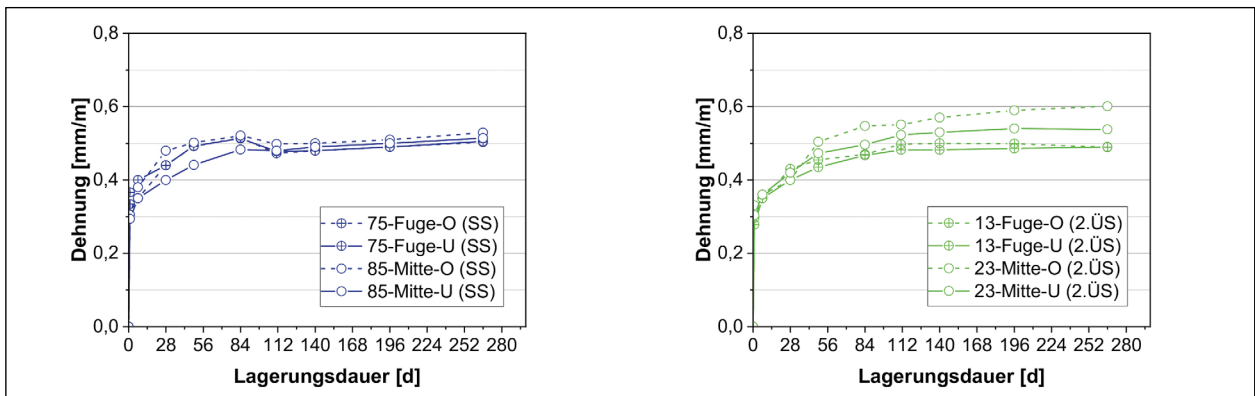 0,8
0,6
0,4
0,2
0,0
Dehnung [mm/m]
75-Fuge-O (SS)
75-Fuge-U (SS)
85-Mitte-O (SS)
85-Mitte-U (SS)
0 28 56 84 112 140 168 196 224 252 280
Lagerungsdauer [d]
0,8
0,6
0,4
0,2
0,0
Dehnung [mm/m]
13-Fuge-O (2.ÜS)
13-Fuge-U (2.ÜS)
23-Mitte-O (2.ÜS)
23-Mitte-U (2.ÜS)
0 28 56 84 112 140 168 196 224 252 280
Lagerungsdauer [d]